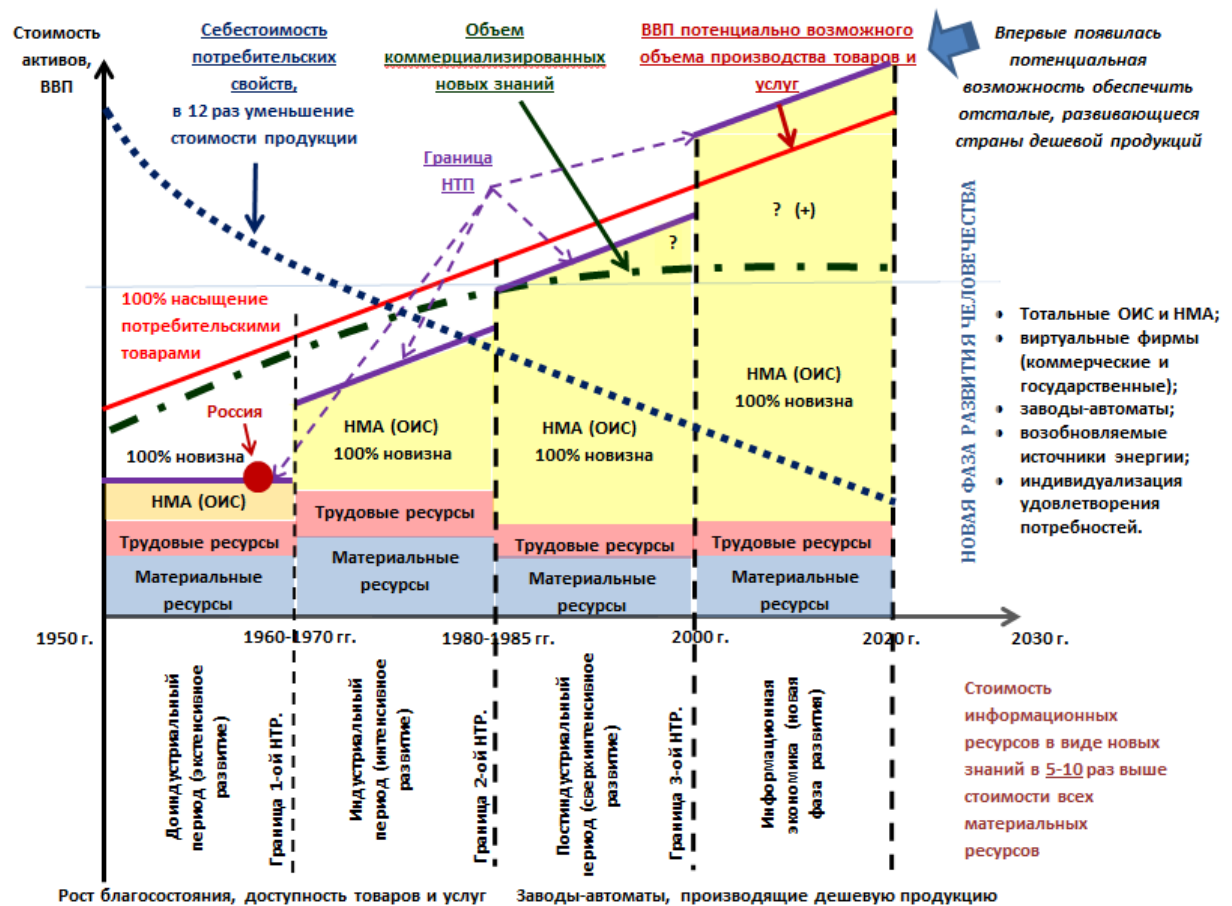 Стоимость
активов,
ВВП
Себестоимость
потребительских
свойств,
в 12 раз уменьшение
стоимости продукции
Объем
коммерциализированных
новых знаний
ВВП потенциально возможного
объема производства товаров и
услуг
Впервые появилась
потенциальная
возможность обеспечить
отсталые, развивающиеся
страны дешевой продукций
Граница
НТП
? (+)
?
100% насыщение
потребительскими
товарами
Россия
100% новизна
НМА (ОИС)
Трудовые ресурсы
Материальные
ресурсы
НМА (ОИС)
100% новизна
Трудовые ресурсы
Материальные
ресурсы
НМА (ОИС)
100% новизна
Трудовые ресурсы
Материальные
ресурсы
НМА (ОИС)
100% новизна
Трудовые ресурсы
Материальные
ресурсы
НОВАЯ ФАЗА РАЗВИТИЯ ЧЕЛОВЕЧЕСТВА
• Тотальные ОИС и НМА;
• виртуальные фирмы
(коммерческие и
государственные);
• заводы-автоматы;
• возобновляемые
источники энергии;
• индивидуализация
удовлетворения
потребностей.
1950 г.
1960-1970 гг.
1980-1985 гг.
2000 г.
2020 г.
2030 г.
Доиндустриальный
период (экстенсивное
развитие)
Граница 1-ой НТР.
Индустриальный
период (интенсивное
развитие)
Граница 2-ой НТР.
Постиндустриальный
период (сверхинтенсивное
развитие)
Граница 3-ой НТР.
Информационная
экономика (новая
фаза развития)
Стоимость
информационных
ресурсов в виде новых
знаний в 5-10 раз выше
стоимости всех
материальных
ресурсов
Рост благосостояния, доступность товаров и услуг
Заводы-автоматы, производящие дешевую продукцию